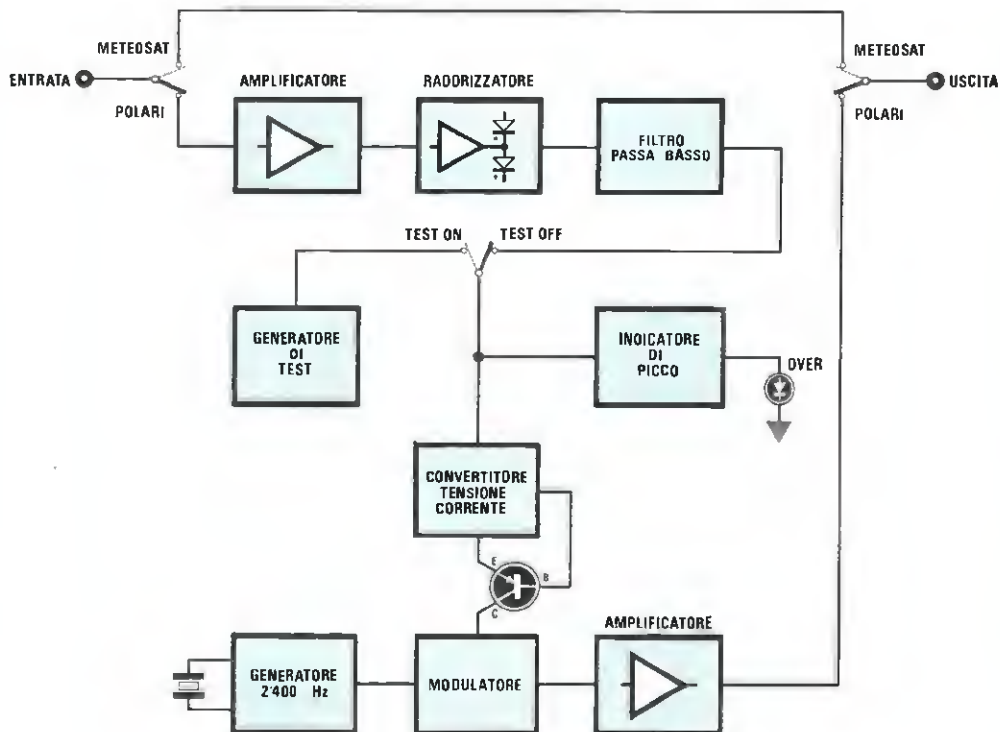 METEOSAT
METEOSAT
ENTRATA
USCITA
POLARI
POLARI
AMPLIFICATORE
RADDRIZZATORE
FILTRO
PASSA BASSO
TEST ON
TEST OFF
GENERATORE
DI
TEST
INDICATORE
DI
PICCO
OVER
CONVERTITORE
TENSIONE
CORRENTE
E
B
C
AMPLIFICATORE
GENERATORE
2'400 Hz
MODULATORE